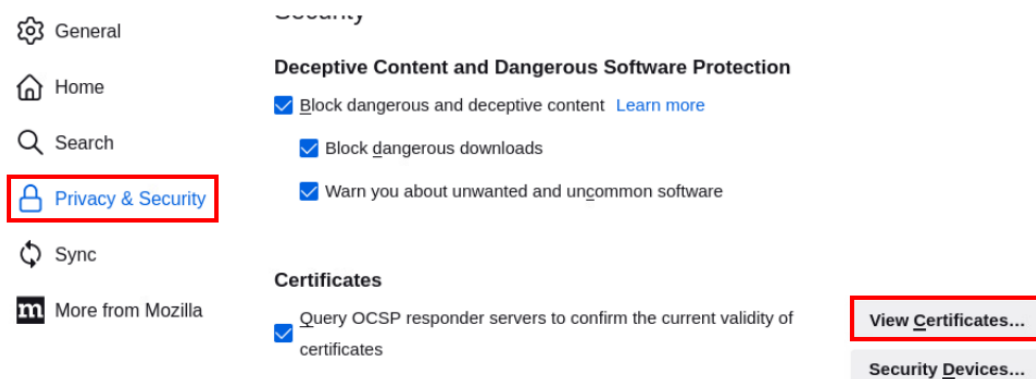 General
Home
Search
Privacy & Security
Sync
More from Mozilla
Security
Deceptive Content and Dangerous Software Protection
Block dangerous and deceptive content Learn more
Block dangerous downloads
Warn you about unwanted and uncommon software
Certificates
Query OCSP responder servers to confirm the current validity of
certificates
View Certificates...
Security Devices...